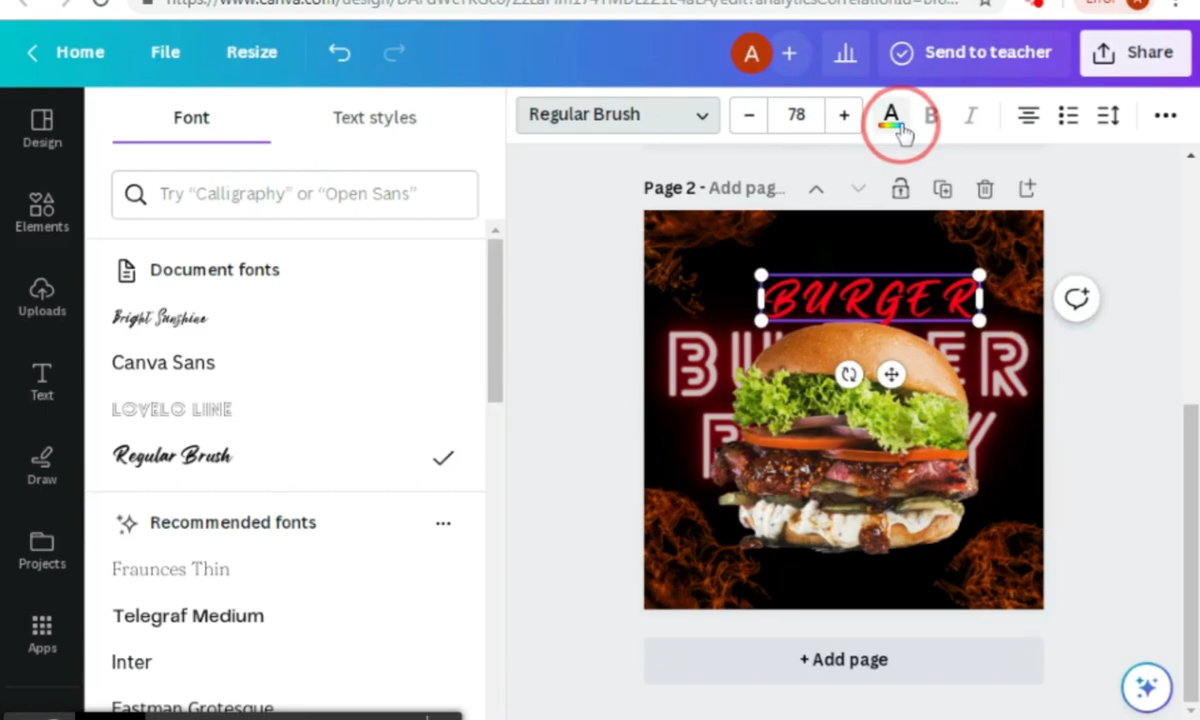 Home File Resize A + Send to teacher Share
Font Text styles
Regular Brush − 78 + A B I
Try “Calligraphy” or “Open Sans”
Document fonts
Bright Sunshine
Canva Sans
LOVELO LINE
Regular Brush
Recommended fonts
Fraunces Thin
Telegraf Medium
Inter
Eastman Grotesque
Design
Elements
Uploads
Text
Draw
Projects
Apps
Page 2 - Add pag...
BURGER
+ Add page